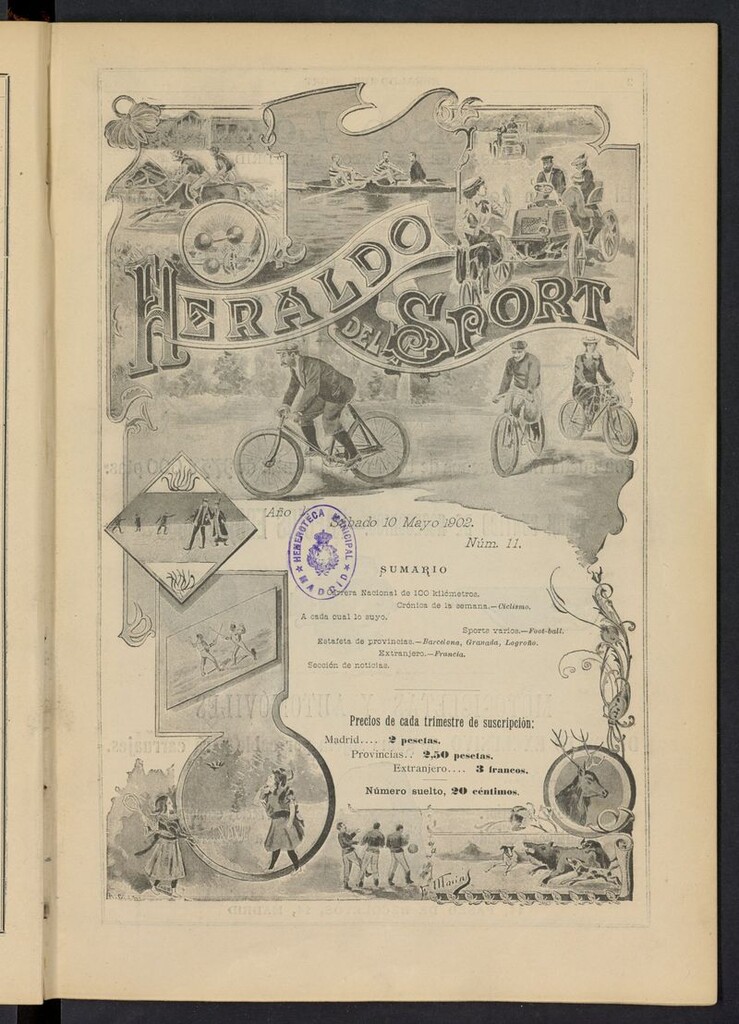 HERALDO
DEL SPORT
Año
Sábado 10 Mayo 1902.
Núm. 11.
HEMEROTECA MUNICIPAL
★ MADRID ★
SUMARIO
Nacional de 100 kilómetros.
Crónica de la semana.—Ciclismo.
A cada cual lo suyo.
Sports varios.—Foot-ball.
Estafeta de provincias.—Barcelona, Granada, Logroño.
Extranjero.—Francia.
Sección de noticias.
Precios de cada trimestre de suscripción:
Madrid.... 2 pesetas.
Provincias.. 2,50 pesetas.
Extranjero.... 3 francos.
Número suelto, 20 céntimos.